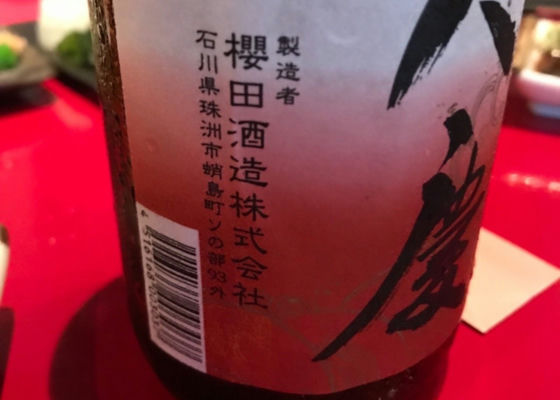 慶
製造者
櫻田酒造株式会社
石川県珠洲市蛸島町ソの部93外